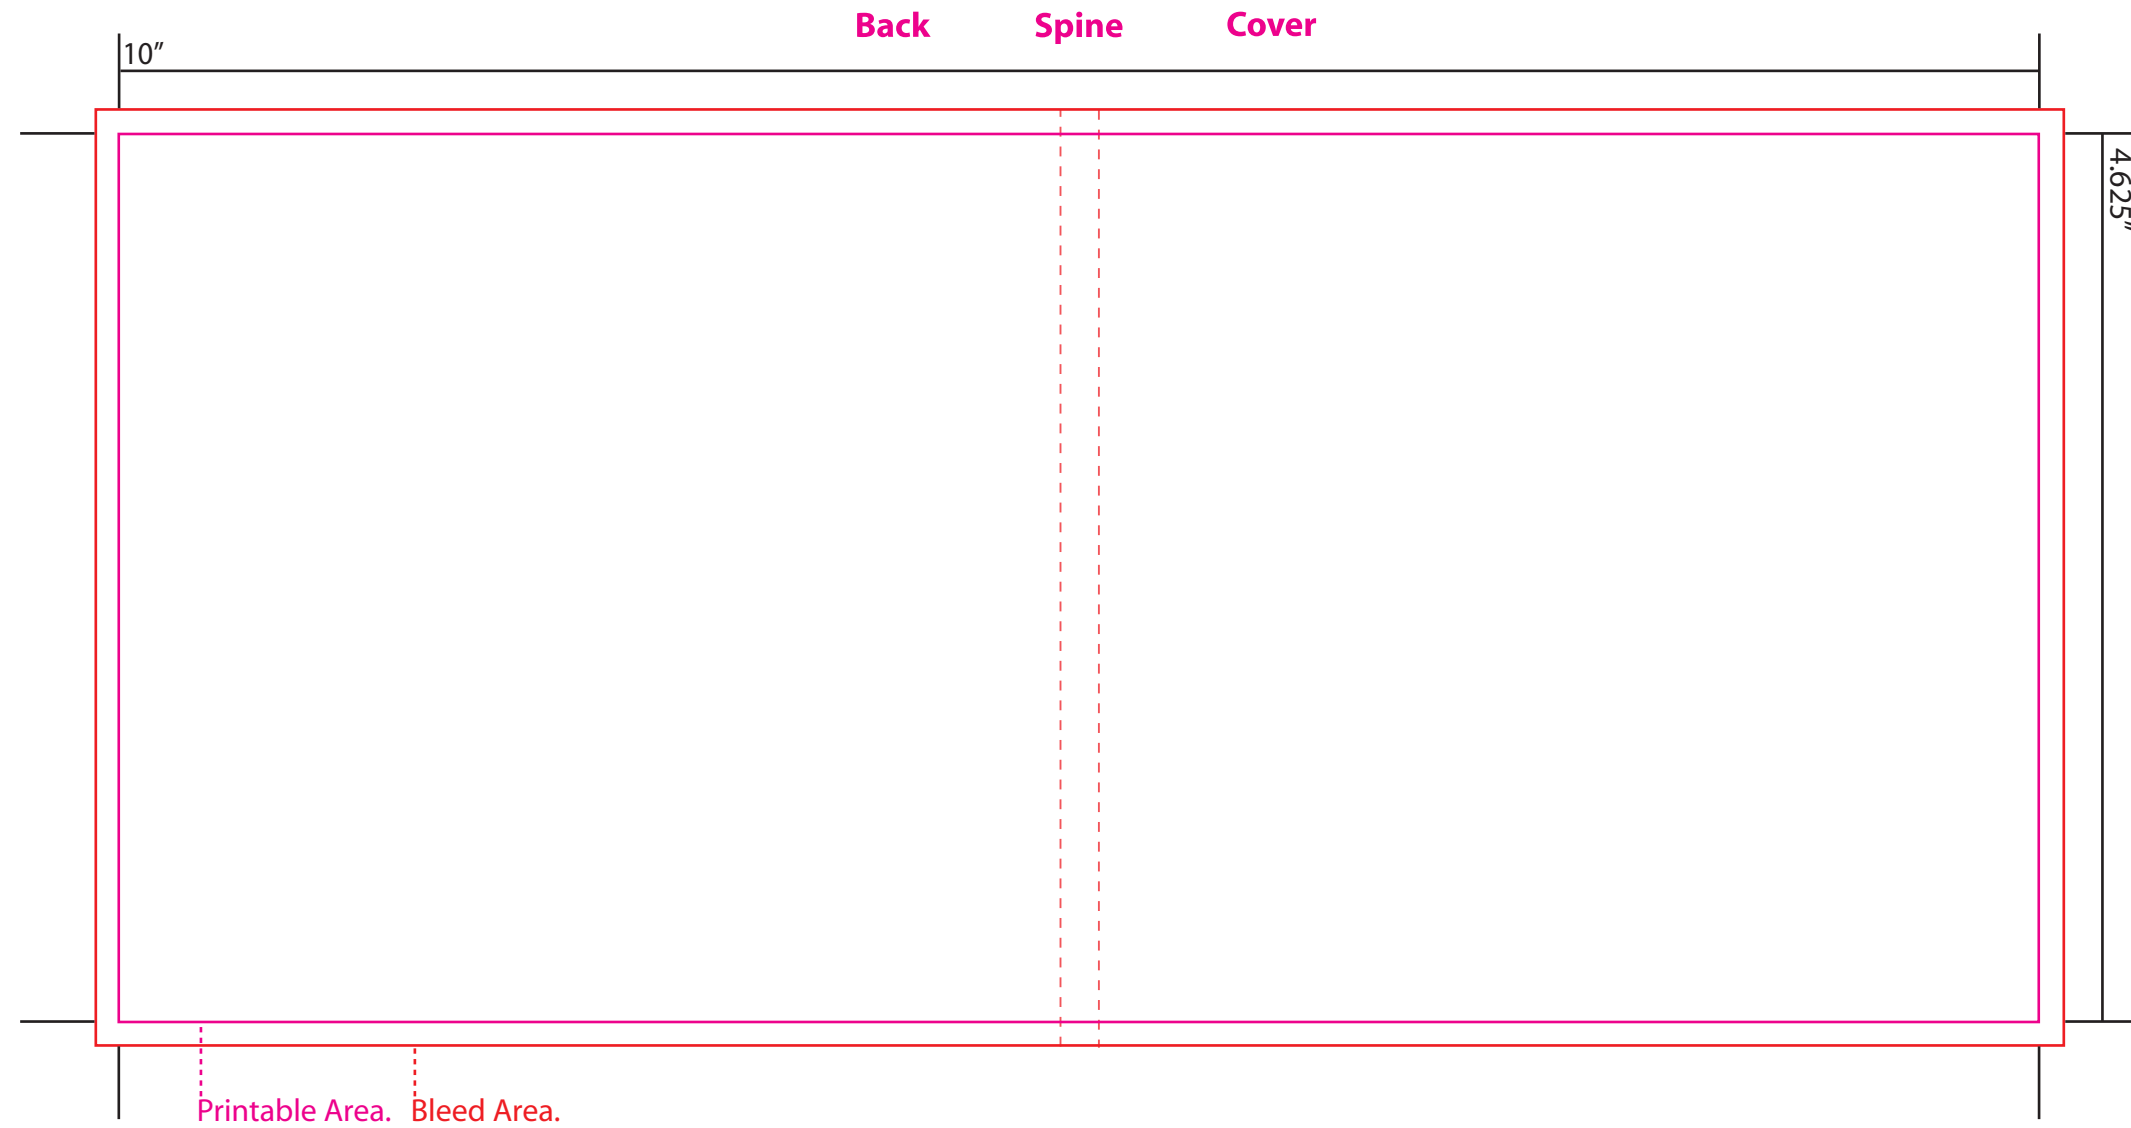 Back Spine Cover
10”
4.625”
Printable Area. Bleed Area.